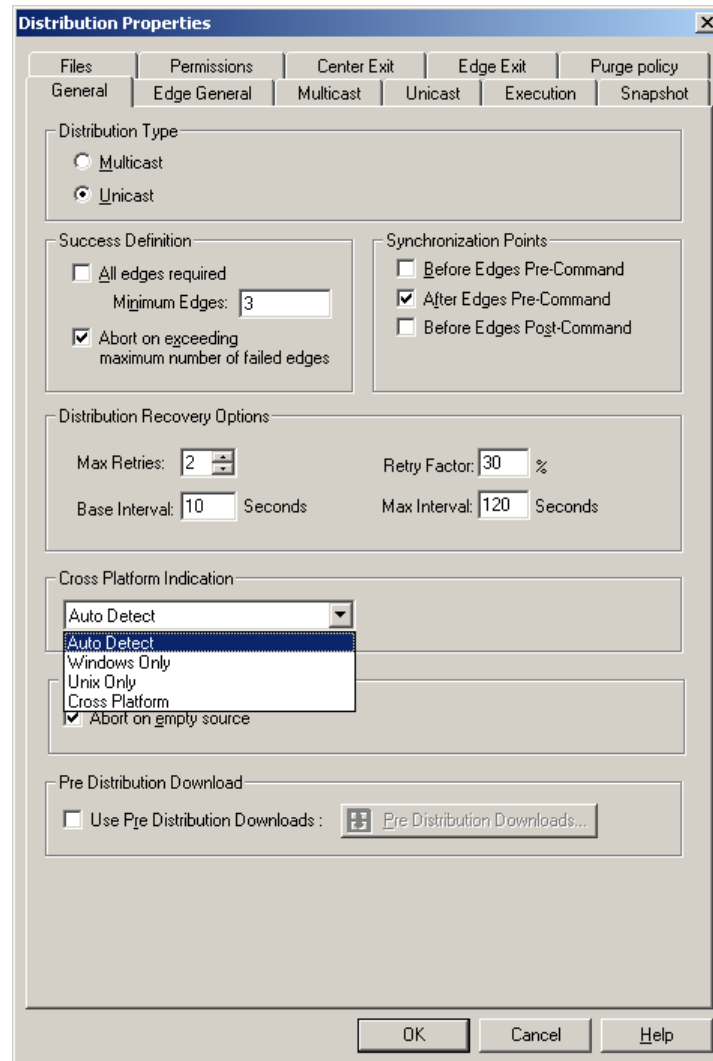 Distribution Properties
Files Permissions Center Exit Edge Exit Purge policy
General Edge General Multicast Unicast Execution Snapshot
Distribution Type
Multicast
Unicast
Success Definition
All edges required
Minimum Edges: 3
Abort on exceeding
maximum number of failed edges
Synchronization Points
Before Edges Pre-Command
After Edges Pre-Command
Before Edges Post-Command
Distribution Recovery Options
Max Retries: 2 Retry Factor: 30 %
Base Interval: 10 Seconds Max Interval: 120 Seconds
Cross Platform Indication
Auto Detect
Auto Detect
Windows Only
Unix Only
Cross Platform
Abort on empty source
Pre Distribution Download
Use Pre Distribution Downloads : Pre Distribution Downloads...
OK Cancel Help